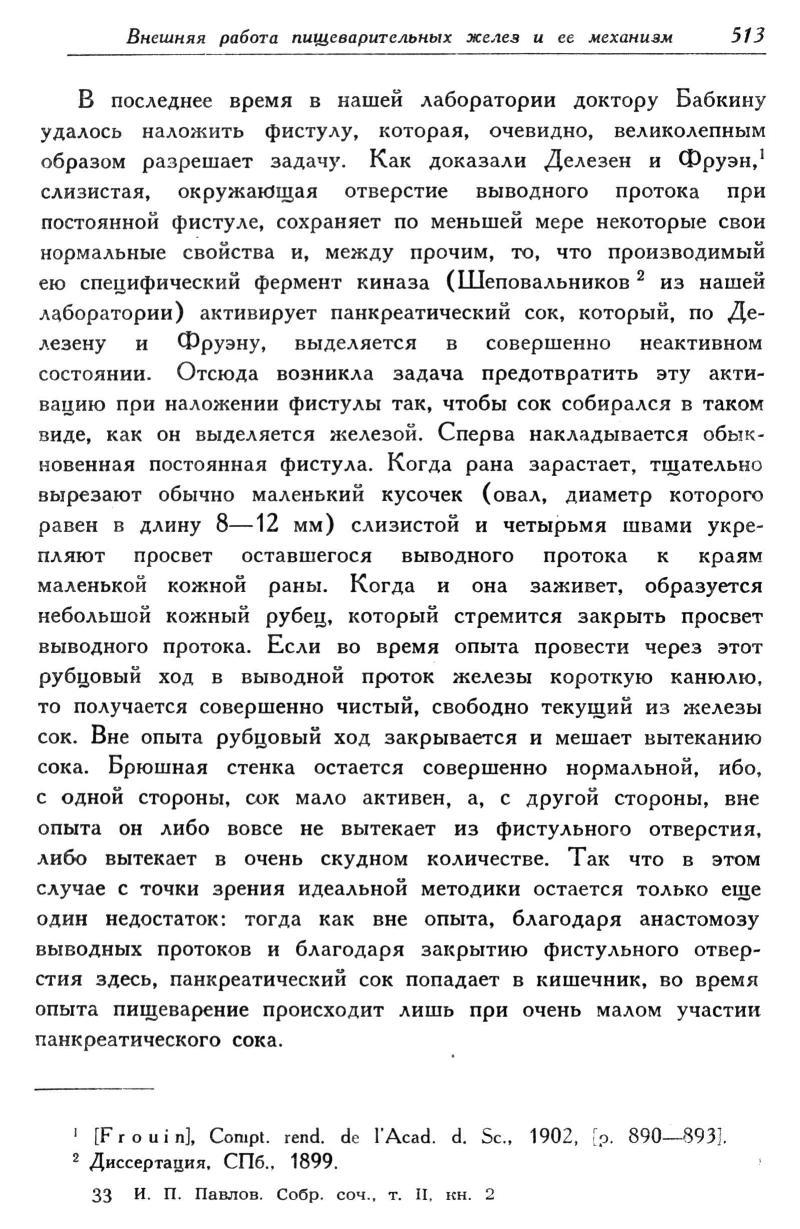 Внешняя работа пищеварительных желез и ее механизм 513
В последнее время в нашей лаборатории доктору Бабкину
удалось наложить фистулу, которая, очевидно, великолепным
образом разрешает задачу. Как доказали Делезен и Фруэн,¹
слизистая, окружающая отверстие выводного протока при
постоянной фистуле, сохраняет по меньшей мере некоторые свои
нормальные свойства и, между прочим, то, что производимый
ею специфический фермент киназа (Шеповальников ² из нашей
лаборатории) активирует панкреатический сок, который, по Де-
лезену и Фруэну, выделяется в совершенно неактивном
состоянии. Отсюда возникла задача предотвратить эту акти-
вацию при наложении фистулы так, чтобы сок собирался в таком
виде, как он выделяется железой. Сперва накладывается обык-
новенная постоянная фистула. Когда рана зарастает, тщательно
вырезают обычно маленький кусочек (овал, диаметр которого
равен в длину 8—12 мм) слизистой и четырьмя швами укре-
пляют просвет оставшегося выводного протока к краям
маленькой кожной раны. Когда и она заживет, образуется
небольшой кожный рубец, который стремится закрыть просвет
выводного протока. Если во время опыта провести через этот
рубцовый ход в выводной проток железы короткую канюлю,
то получается совершенно чистый, свободно текущий из железы
сок. Вне опыта рубцовый ход закрывается и мешает вытеканию
сока. Брюшная стенка остается совершенно нормальной, ибо,
с одной стороны, сок мало активен, а, с другой стороны, вне
опыта он либо вовсе не вытекает из фистульного отверстия,
либо вытекает в очень скудном количестве. Так что в этом
случае с точки зрения идеальной методики остается только еще
один недостаток: тогда как вне опыта, благодаря анастомозу
выводных протоков и благодаря закрытию фистульного отвер-
стия здесь, панкреатический сок попадает в кишечник, во время
опыта пищеварение происходит лишь при очень малом участии
панкреатического сока.
¹ [Frouin], Compt. rend. de l'Acad. d. Sc., 1902, [p. 890—893].
² Диссертация, СПб., 1899.
33 И. П. Павлов. Собр. соч., т. II, кн. 2